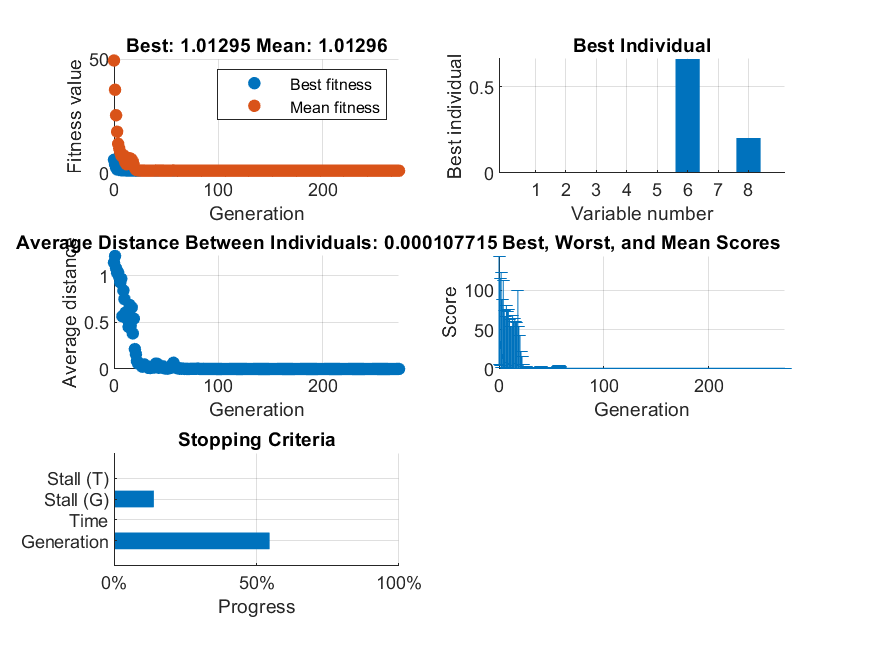 Best: 1.01295 Mean: 1.01296
50
0
Fitness value
Best fitness
Mean fitness
0 100 200
Generation
Best Individual
0.5
0
Best individual
1 2 3 4 5 6 7 8
Variable number
Average Distance Between Individuals: 0.000107715
1
0.5
0
Average distance
0 100 200
Generation
Best, Worst, and Mean Scores
100
50
0
Score
0 100 200
Generation
Stopping Criteria
Stall (T)
Stall (G)
Time
Generation
0% 50% 100%
Progress